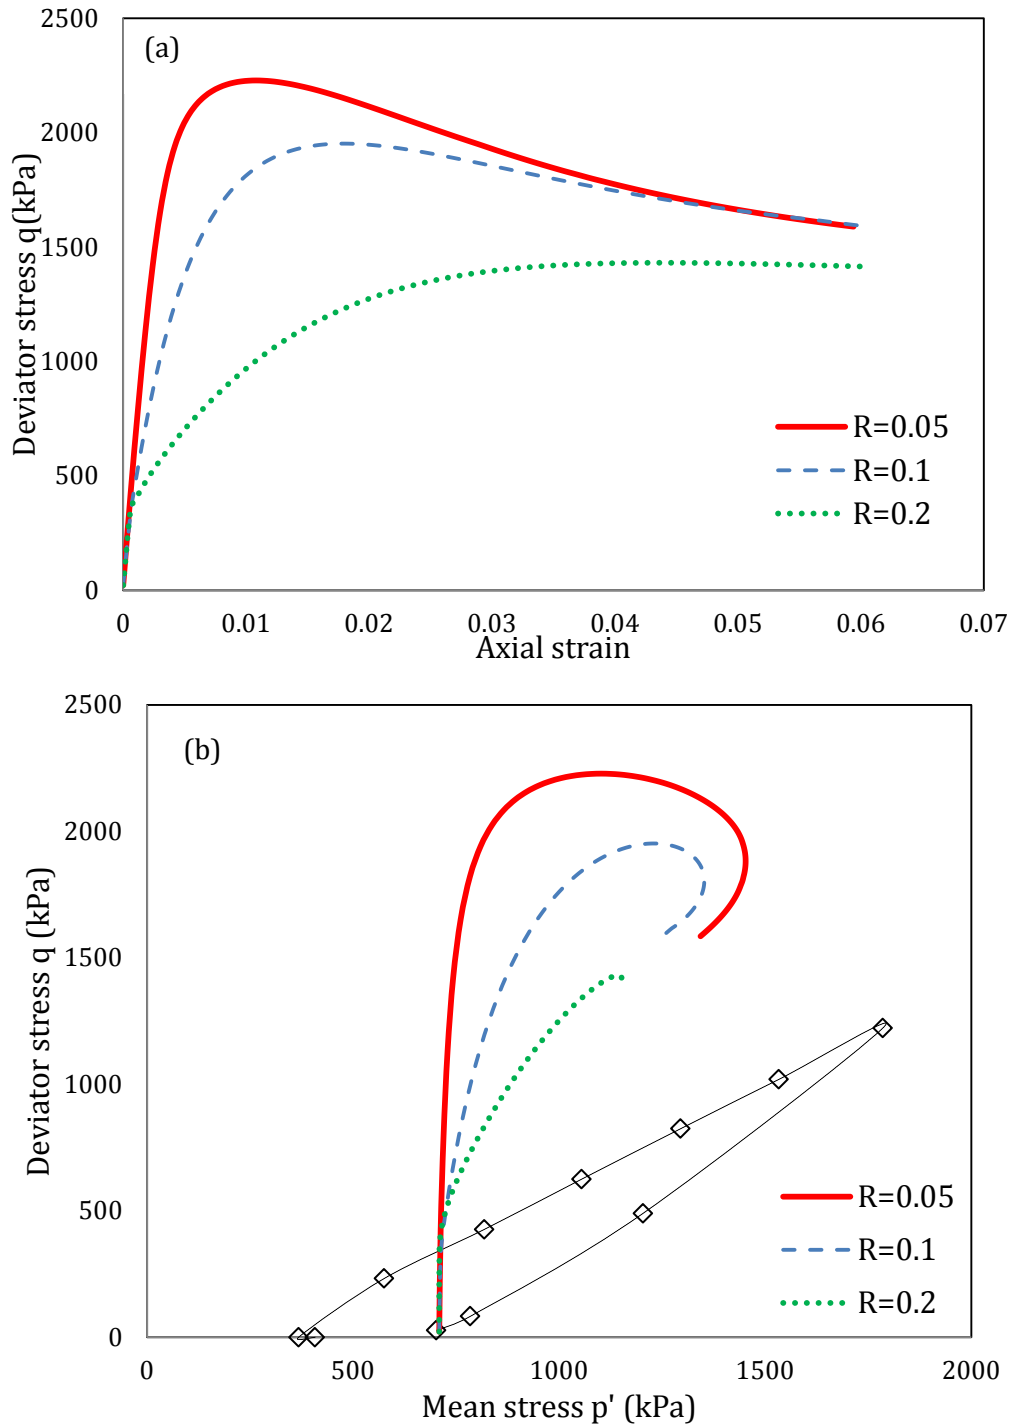 (a)
Deviator stress q(kPa)
2500
2000
1500
1000
500
0
0 0.01 0.02 0.03 0.04 0.05 0.06 0.07
Axial strain
R=0.05
R=0.1
R=0.2
(b)
Deviator stress q (kPa)
2500
2000
1500
1000
500
0
0 500 1000 1500 2000
Mean stress p' (kPa)
R=0.05
R=0.1
R=0.2